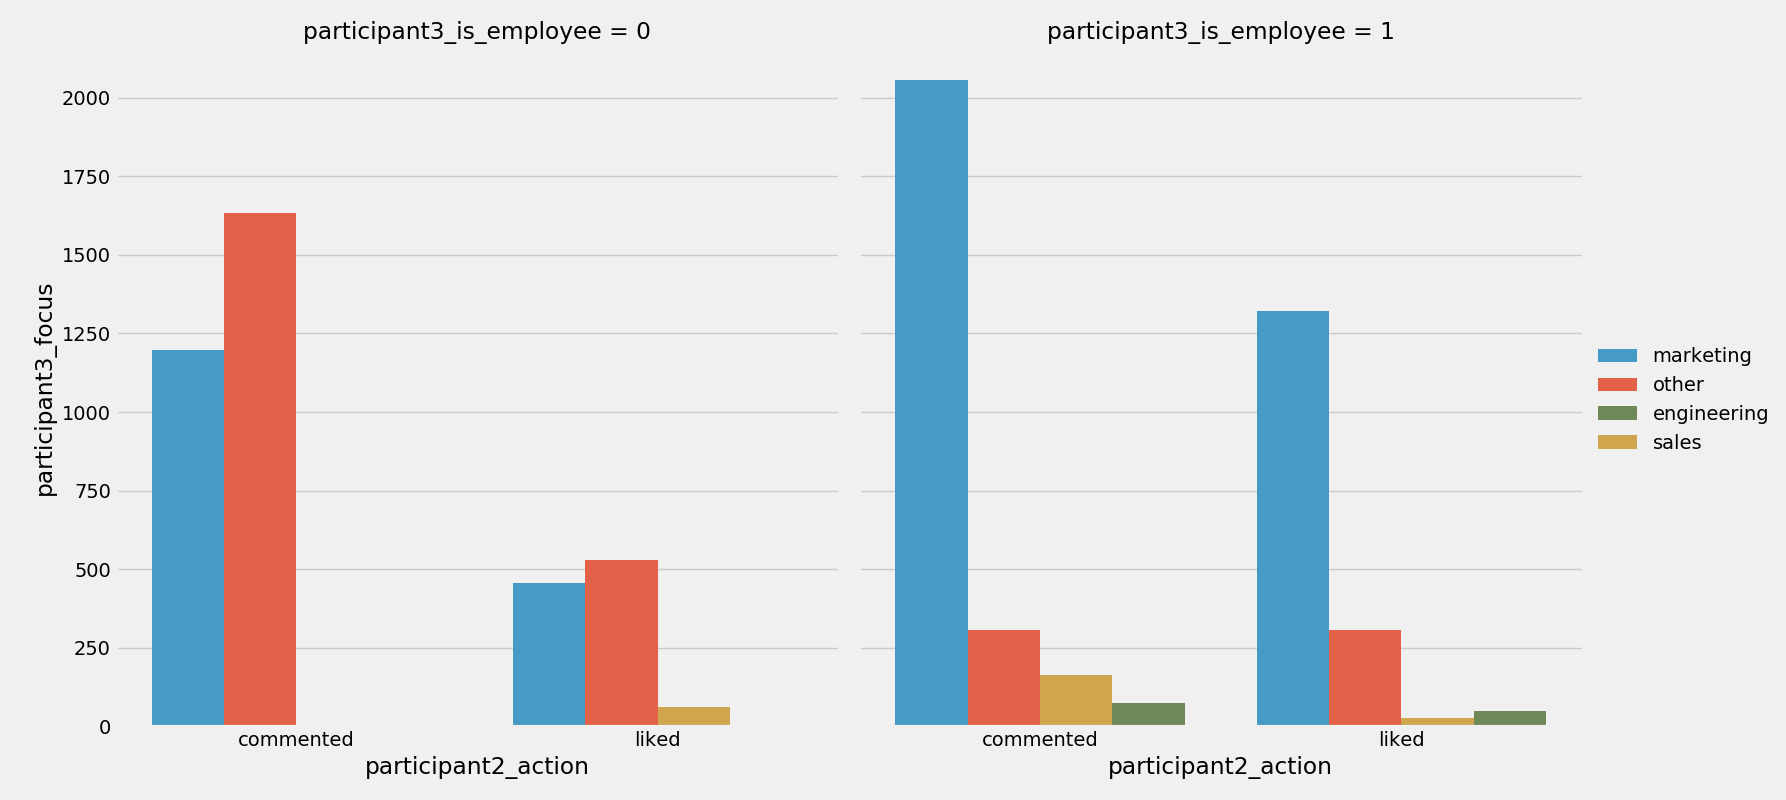 participant3_is_employee = 0
participant3_is_employee = 1
participant3_focus
2000
1750
1500
1250
1000
750
500
250
0
commented
liked
commented
liked
participant2_action
participant2_action
marketing
other
engineering
sales